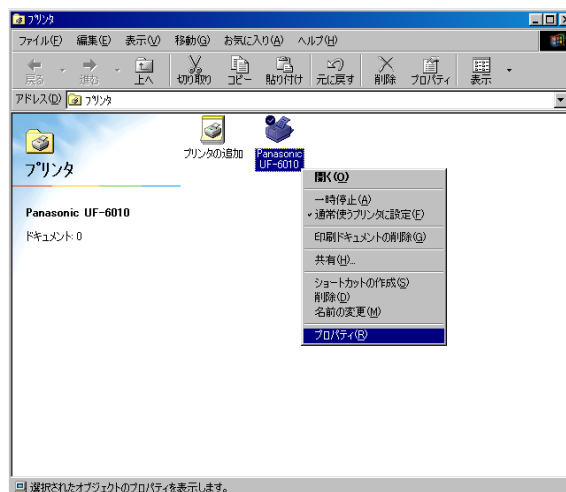 プリンタ
ファイル(F) 編集(E) 表示(V) 移動(G) お気に入り(A) ヘルプ(H)
戻る 進む 上へ 切り取り コピー 貼り付け 元に戻す 削除 プロパティ 表示
アドレス(D) プリンタ
プリンタ
Panasonic UF-6010
ドキュメント: 0
プリンタの追加
Panasonic
UF-6010
開く(O)
一時停止(A)
通常使うプリンタに設定(F)
印刷ドキュメントの削除(G)
共有(H)...
ショートカットの作成(S)
削除(D)
名前の変更(M)
プロパティ(R)
選択されたオブジェクトのプロパティを表示します。